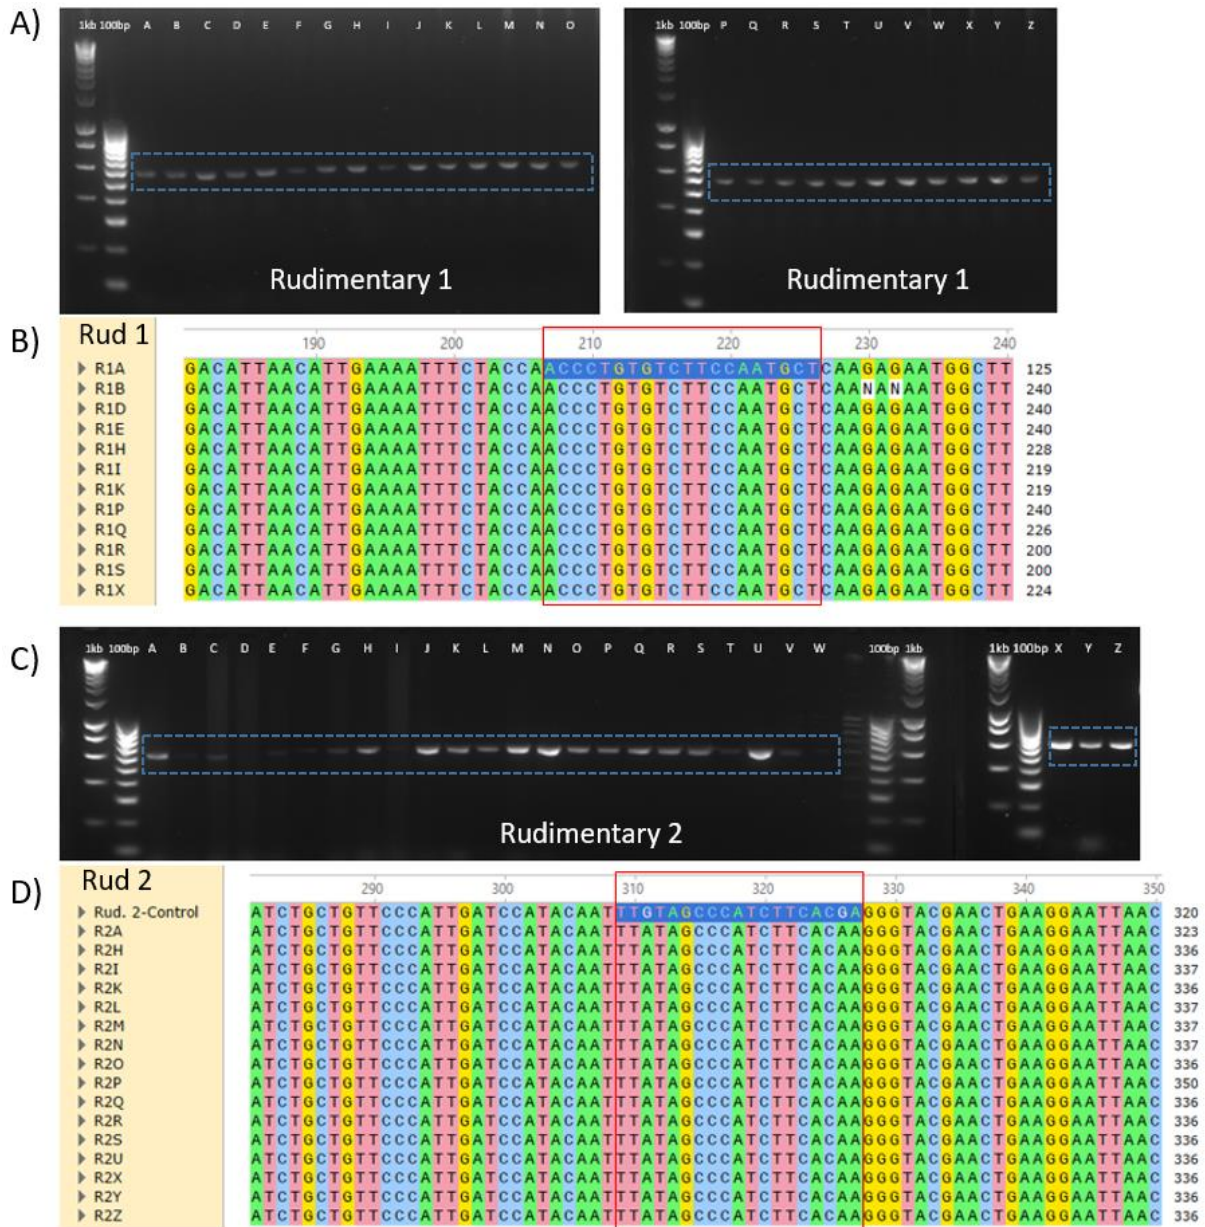 A)
1kb 100bp A B C D E F G H I J K L M N O
1kb 100bp P Q R S T U V W X Y Z
Rudimentary 1
Rudimentary 1
B)
Rud 1
190 200 210 220 230 240
R1A GACATTAACATTGAAAATTTCTACCAACCCTGTGTCTTCCAATGCTCAAGAGAATGGCTT 125
R1B GACATTAACATTGAAAATTTCTACCAACCCTGTGTCTTCCAATGCTCAANANAATGGCTT 240
R1D GACATTAACATTGAAAATTTCTACCAACCCTGTGTCTTCCAATGCTCAAGAGAATGGCTT 240
R1E GACATTAACATTGAAAATTTCTACCAACCCTGTGTCTTCCAATGCTCAAGAGAATGGCTT 240
R1H GACATTAACATTGAAAATTTCTACCAACCCTGTGTCTTCCAATGCTCAAGAGAATGGCTT 228
R1I GACATTAACATTGAAAATTTCTACCAACCCTGTGTCTTCCAATGCTCAAGAGAATGGCTT 219
R1K GACATTAACATTGAAAATTTCTACCAACCCTGTGTCTTCCAATGCTCAAGAGAATGGCTT 219
R1P GACATTAACATTGAAAATTTCTACCAACCCTGTGTCTTCCAATGCTCAAGAGAATGGCTT 240
R1Q GACATTAACATTGAAAATTTCTACCAACCCTGTGTCTTCCAATGCTCAAGAGAATGGCTT 226
R1R GACATTAACATTGAAAATTTCTACCAACCCTGTGTCTTCCAATGCTCAAGAGAATGGCTT 200
R1S GACATTAACATTGAAAATTTCTACCAACCCTGTGTCTTCCAATGCTCAAGAGAATGGCTT 200
R1X GACATTAACATTGAAAATTTCTACCAACCCTGTGTCTTCCAATGCTCAAGAGAATGGCTT 224
C)
1kb 100bp A B C D E F G H I J K L M N O P Q R S T U V W 100bp 1kb 1kb 100bp X Y Z
Rudimentary 2
D)
Rud 2
290 300 310 320 330 340 350
Rud. 2-Control ATCTGCTGTTCCCATTGATCCATACAATTTGTAGCCCATCTTCACGAGGGTACGAACTGAAGGAATTAAC 320
R2A ATCTGCTGTTCCCATTGATCCATACAATTTATAGCCCATCTTCACAAGGGTACGAACTGAAGGAATTAAC 323
R2H ATCTGCTGTTCCCATTGATCCATACAATTTATAGCCCATCTTCACAAGGGTACGAACTGAAGGAATTAAC 336
R2I ATCTGCTGTTCCCATTGATCCATACAATTTATAGCCCATCTTCACAAGGGTACGAACTGAAGGAATTAAC 337
R2K ATCTGCTGTTCCCATTGATCCATACAATTTATAGCCCATCTTCACAAGGGTACGAACTGAAGGAATTAAC 336
R2L ATCTGCTGTTCCCATTGATCCATACAATTTATAGCCCATCTTCACAAGGGTACGAACTGAAGGAATTAAC 337
R2M ATCTGCTGTTCCCATTGATCCATACAATTTATAGCCCATCTTCACAAGGGTACGAACTGAAGGAATTAAC 337
R2N ATCTGCTGTTCCCATTGATCCATACAATTTATAGCCCATCTTCACAAGGGTACGAACTGAAGGAATTAAC 337
R2O ATCTGCTGTTCCCATTGATCCATACAATTTATAGCCCATCTTCACAAGGGTACGAACTGAAGGAATTAAC 336
R2P ATCTGCTGTTCCCATTGATCCATACAATTTATAGCCCATCTTCACAAGGGTACGAACTGAAGGAATTAAC 350
R2Q ATCTGCTGTTCCCATTGATCCATACAATTTATAGCCCATCTTCACAAGGGTACGAACTGAAGGAATTAAC 336
R2R ATCTGCTGTTCCCATTGATCCATACAATTTATAGCCCATCTTCACAAGGGTACGAACTGAAGGAATTAAC 336
R2S ATCTGCTGTTCCCATTGATCCATACAATTTATAGCCCATCTTCACAAGGGTACGAACTGAAGGAATTAAC 336
R2U ATCTGCTGTTCCCATTGATCCATACAATTTATAGCCCATCTTCACAAGGGTACGAACTGAAGGAATTAAC 336
R2X ATCTGCTGTTCCCATTGATCCATACAATTTATAGCCCATCTTCACAAGGGTACGAACTGAAGGAATTAAC 336
R2Y ATCTGCTGTTCCCATTGATCCATACAATTTATAGCCCATCTTCACAAGGGTACGAACTGAAGGAATTAAC 336
R2Z ATCTGCTGTTCCCATTGATCCATACAATTTATAGCCCATCTTCACAAGGGTACGAACTGAAGGAATTAAC 336